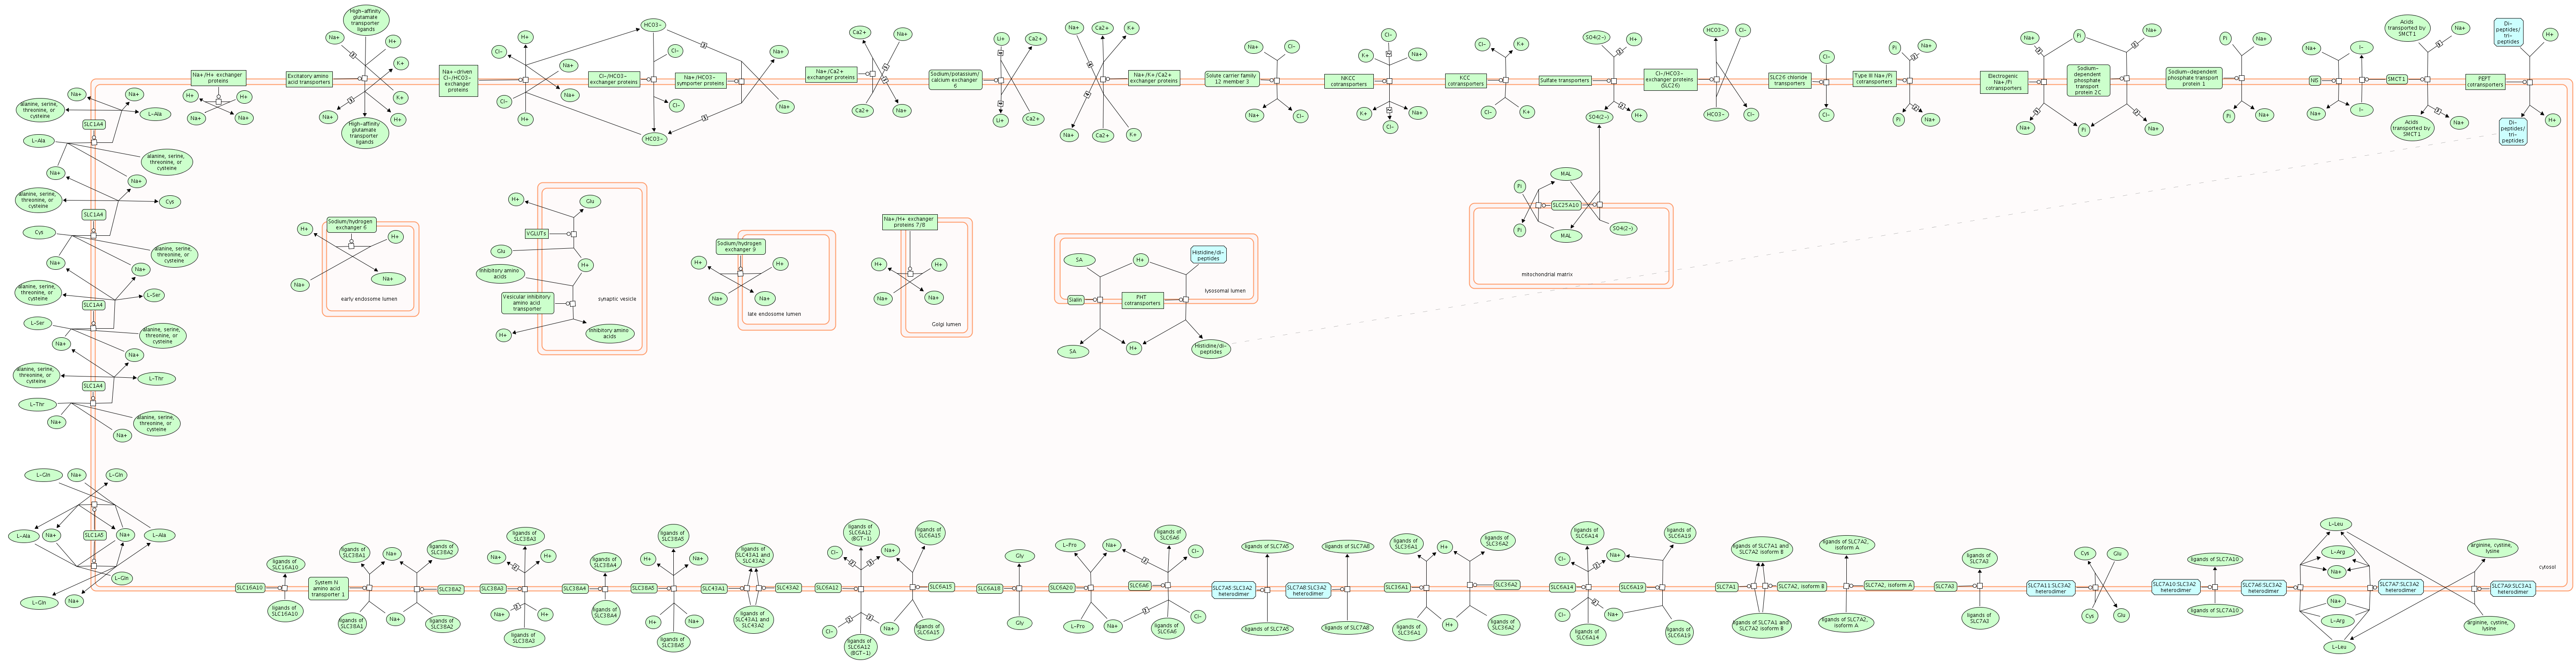 High-affinity
glutamate
transporter
ligands
Na+
H+
K+
Na+/H+ exchanger
proteins
H+
H+
Na+
Na+
Excitatory amino
acid transporters
K+
H+
Na+
High-affinity
glutamate
transporter
ligands
Cl-
H+
Na+
Na+-driven
Cl-/HCO3-
exchanger
proteins
Cl-
Na+
H+
HCO3-
Cl-
Cl-/HCO3-
exchanger proteins
Cl-
HCO3-
Na+/HCO3-
symporter proteins
Na+
Na+
Ca2+
Na+
Na+/Ca2+
exchanger proteins
Ca2+
Na+
Li+
Ca2+
Sodium/potassium/
calcium exchanger
6
Li+
Ca2+
Na+
Ca2+
K+
Na+/K+/Ca2+
exchanger proteins
Na+
Ca2+
K+
Na+
Cl-
Solute carrier family
12 member 3
Na+
Cl-
Cl-
K+
Na+
NKCC
cotransporters
K+
Na+
Cl-
Cl-
K+
KCC
cotransporters
Cl-
K+
SO4(2-)
H+
Sulfate transporters
SO4(2-)
H+
HCO3-
Cl-
Cl-/HCO3-
exchanger proteins
(SLC26)
HCO3-
Cl-
Cl-
SLC26 chloride
transporters
Cl-
Pi
Na+
Type III Na+/Pi
cotransporters
Pi
Na+
Na+
Pi
Na+
Electrogenic
Na+/Pi
cotransporters
Sodium-
dependent
phosphate
transport
protein 2C
Na+
Pi
Na+
Pi
Na+
Sodium-dependent
phosphate transport
protein 1
Pi
Na+
Na+
I-
NIS
Na+
I-
Acids
transported by
SMCT1
Na+
SMCT1
Acids
transported by
SMCT1
Na+
Di-
peptides/
tri-
peptides
H+
PEPT
cotransporters
Di-
peptides/
tri-
peptides
H+
Na+
Na+
alanine, serine,
threonine, or
cysteine
L-Ala
SLC1A4
L-Ala
alanine, serine,
threonine, or
cysteine
Na+
Na+
alanine, serine,
threonine, or
cysteine
Cys
SLC1A4
Cys
alanine, serine,
threonine, or
cysteine
Na+
Na+
alanine, serine,
threonine, or
cysteine
L-Ser
SLC1A4
L-Ser
alanine, serine,
threonine, or
cysteine
Na+
Na+
alanine, serine,
threonine, or
cysteine
L-Thr
SLC1A4
L-Thr
alanine, serine,
threonine, or
cysteine
Na+
Na+
Sodium/hydrogen
exchanger 6
H+
H+
Na+
Na+
early endosome lumen
H+
Glu
VGLUTs
Glu
H+
Inhibitory amino
acids
Vesicular inhibitory
amino acid
transporter
synaptic vesicle
H+
Inhibitory amino
acids
Sodium/hydrogen
exchanger 9
H+
H+
Na+
Na+
late endosome lumen
Na+/H+ exchanger
proteins 7/8
H+
H+
Na+
Na+
Golgi lumen
SA
H+
Histidine/di-
peptides
Sialin
PHT
cotransporters
lysosomal lumen
SA
H+
Histidine/di-
peptides
Pi
MAL
SLC25A10
Pi
MAL
SO4(2-)
mitochondrial matrix
L-Gln
Na+
L-Gln
L-Ala
Na+
SLC1A5
Na+
L-Ala
L-Gln
L-Gln
Na+
SLC16A10
ligands of
SLC16A10
ligands of
SLC16A10
System N
amino acid
transporter 1
ligands of
SLC38A1
Na+
ligands of
SLC38A2
SLC38A2
ligands of
SLC38A1
Na+
ligands of
SLC38A2
SLC38A3
Na+
ligands of
SLC38A3
H+
Na+
H+
ligands of
SLC38A3
SLC38A4
ligands of
SLC38A4
ligands of
SLC38A4
SLC38A5
H+
ligands of
SLC38A5
Na+
H+
Na+
ligands of
SLC38A5
SLC43A1
ligands of
SLC43A1 and
SLC43A2
SLC43A2
ligands of
SLC43A1 and
SLC43A2
SLC6A12
Cl-
ligands of
SLC6A12
(BGT-1)
Na+
ligands of
SLC6A15
SLC6A15
Cl-
ligands of
SLC6A12
(BGT-1)
Na+
ligands of
SLC6A15
SLC6A18
Gly
Gly
SLC6A20
L-Pro
Na+
ligands of
SLC6A6
Cl-
SLC6A6
L-Pro
Na+
ligands of
SLC6A6
Cl-
SLC7A5:SLC3A2
heterodimer
ligands of SLC7A5
ligands of SLC7A5
SLC7A8:SLC3A2
heterodimer
ligands of SLC7A8
ligands of SLC7A8
SLC36A1
ligands of
SLC36A1
H+
ligands of
SLC36A2
SLC36A2
ligands of
SLC36A1
H+
ligands of
SLC36A2
SLC6A14
ligands of
SLC6A14
Cl-
Na+
ligands of
SLC6A19
SLC6A19
Cl-
ligands of
SLC6A14
Na+
ligands of
SLC6A19
SLC7A1
ligands of SLC7A1 and
SLC7A2 isoform B
SLC7A2, isoform B
ligands of SLC7A1 and
SLC7A2 isoform B
ligands of SLC7A2,
isoform A
SLC7A2, isoform A
ligands of SLC7A2,
isoform A
SLC7A3
ligands of
SLC7A3
ligands of
SLC7A3
SLC7A11:SLC3A2
heterodimer
Cys
Glu
Cys
Glu
SLC7A10:SLC3A2
heterodimer
ligands of SLC7A10
ligands of SLC7A10
SLC7A6:SLC3A2
heterodimer
L-Leu
L-Arg
Na+
SLC7A7:SLC3A2
heterodimer
Na+
L-Arg
L-Leu
arginine, cystine,
lysine
SLC7A9:SLC3A1
heterodimer
arginine, cystine,
lysine
cytosol